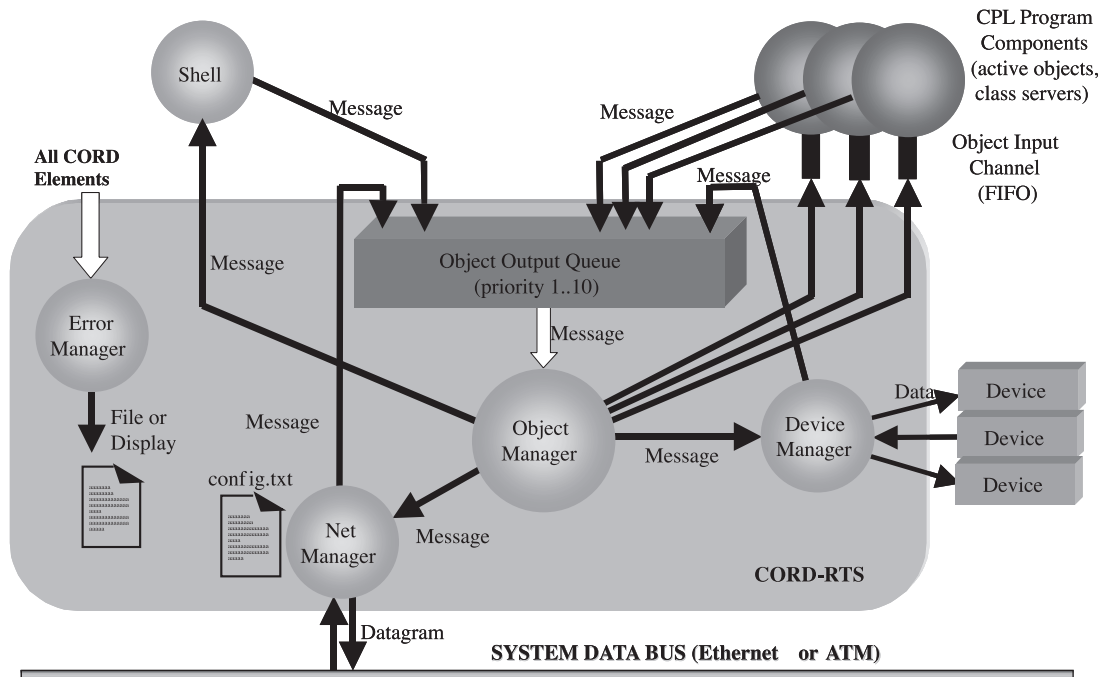 CPL Program
Components
(active objects,
class servers)
Shell
Message
Message
Object Input
Channel
(FIFO)
All CORD
Elements
Message
Message
Object Output Queue
(priority 1..10)
Error
Manager
Message
Data
Device
File or
Display
Message
Object
Manager
Device
Manager
Device
Message
config.txt
Device
Net
Manager
Message
CORD-RTS
Datagram
SYSTEM DATA BUS (Ethernet or ATM)